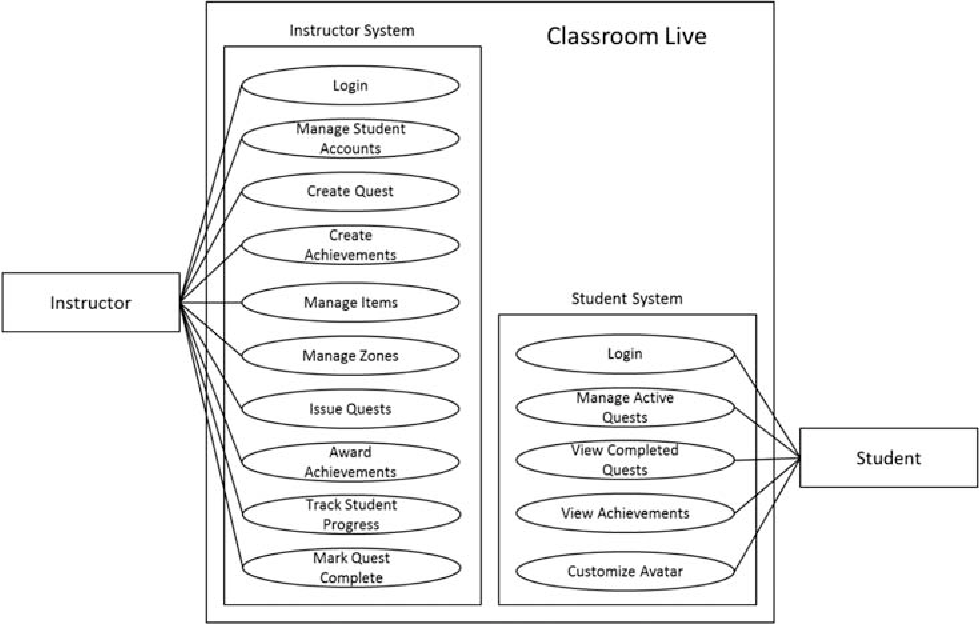 Instructor System
Classroom Live
Login
Manage Student
Accounts
Create Quest
Create
Achievements
Manage Items
Manage Zones
Issue Quests
Award
Achievements
Track Student
Progress
Mark Quest
Complete
Instructor
Student System
Login
Manage Active
Quests
View Completed
Quests
View Achievements
Customize Avatar
Student